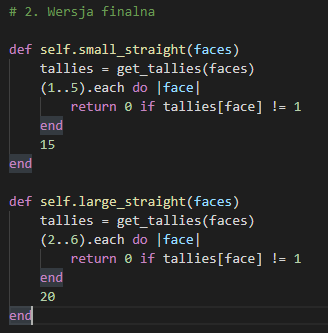 # 2. Wersja finalna
def self.small_straight(faces)
    tallies = get_tallies(faces)
    (1..5).each do |face|
        return 0 if tallies[face] != 1
    end
    15
end
def self.large_straight(faces)
    tallies = get_tallies(faces)
    (2..6).each do |face|
        return 0 if tallies[face] != 1
    end
    20
end